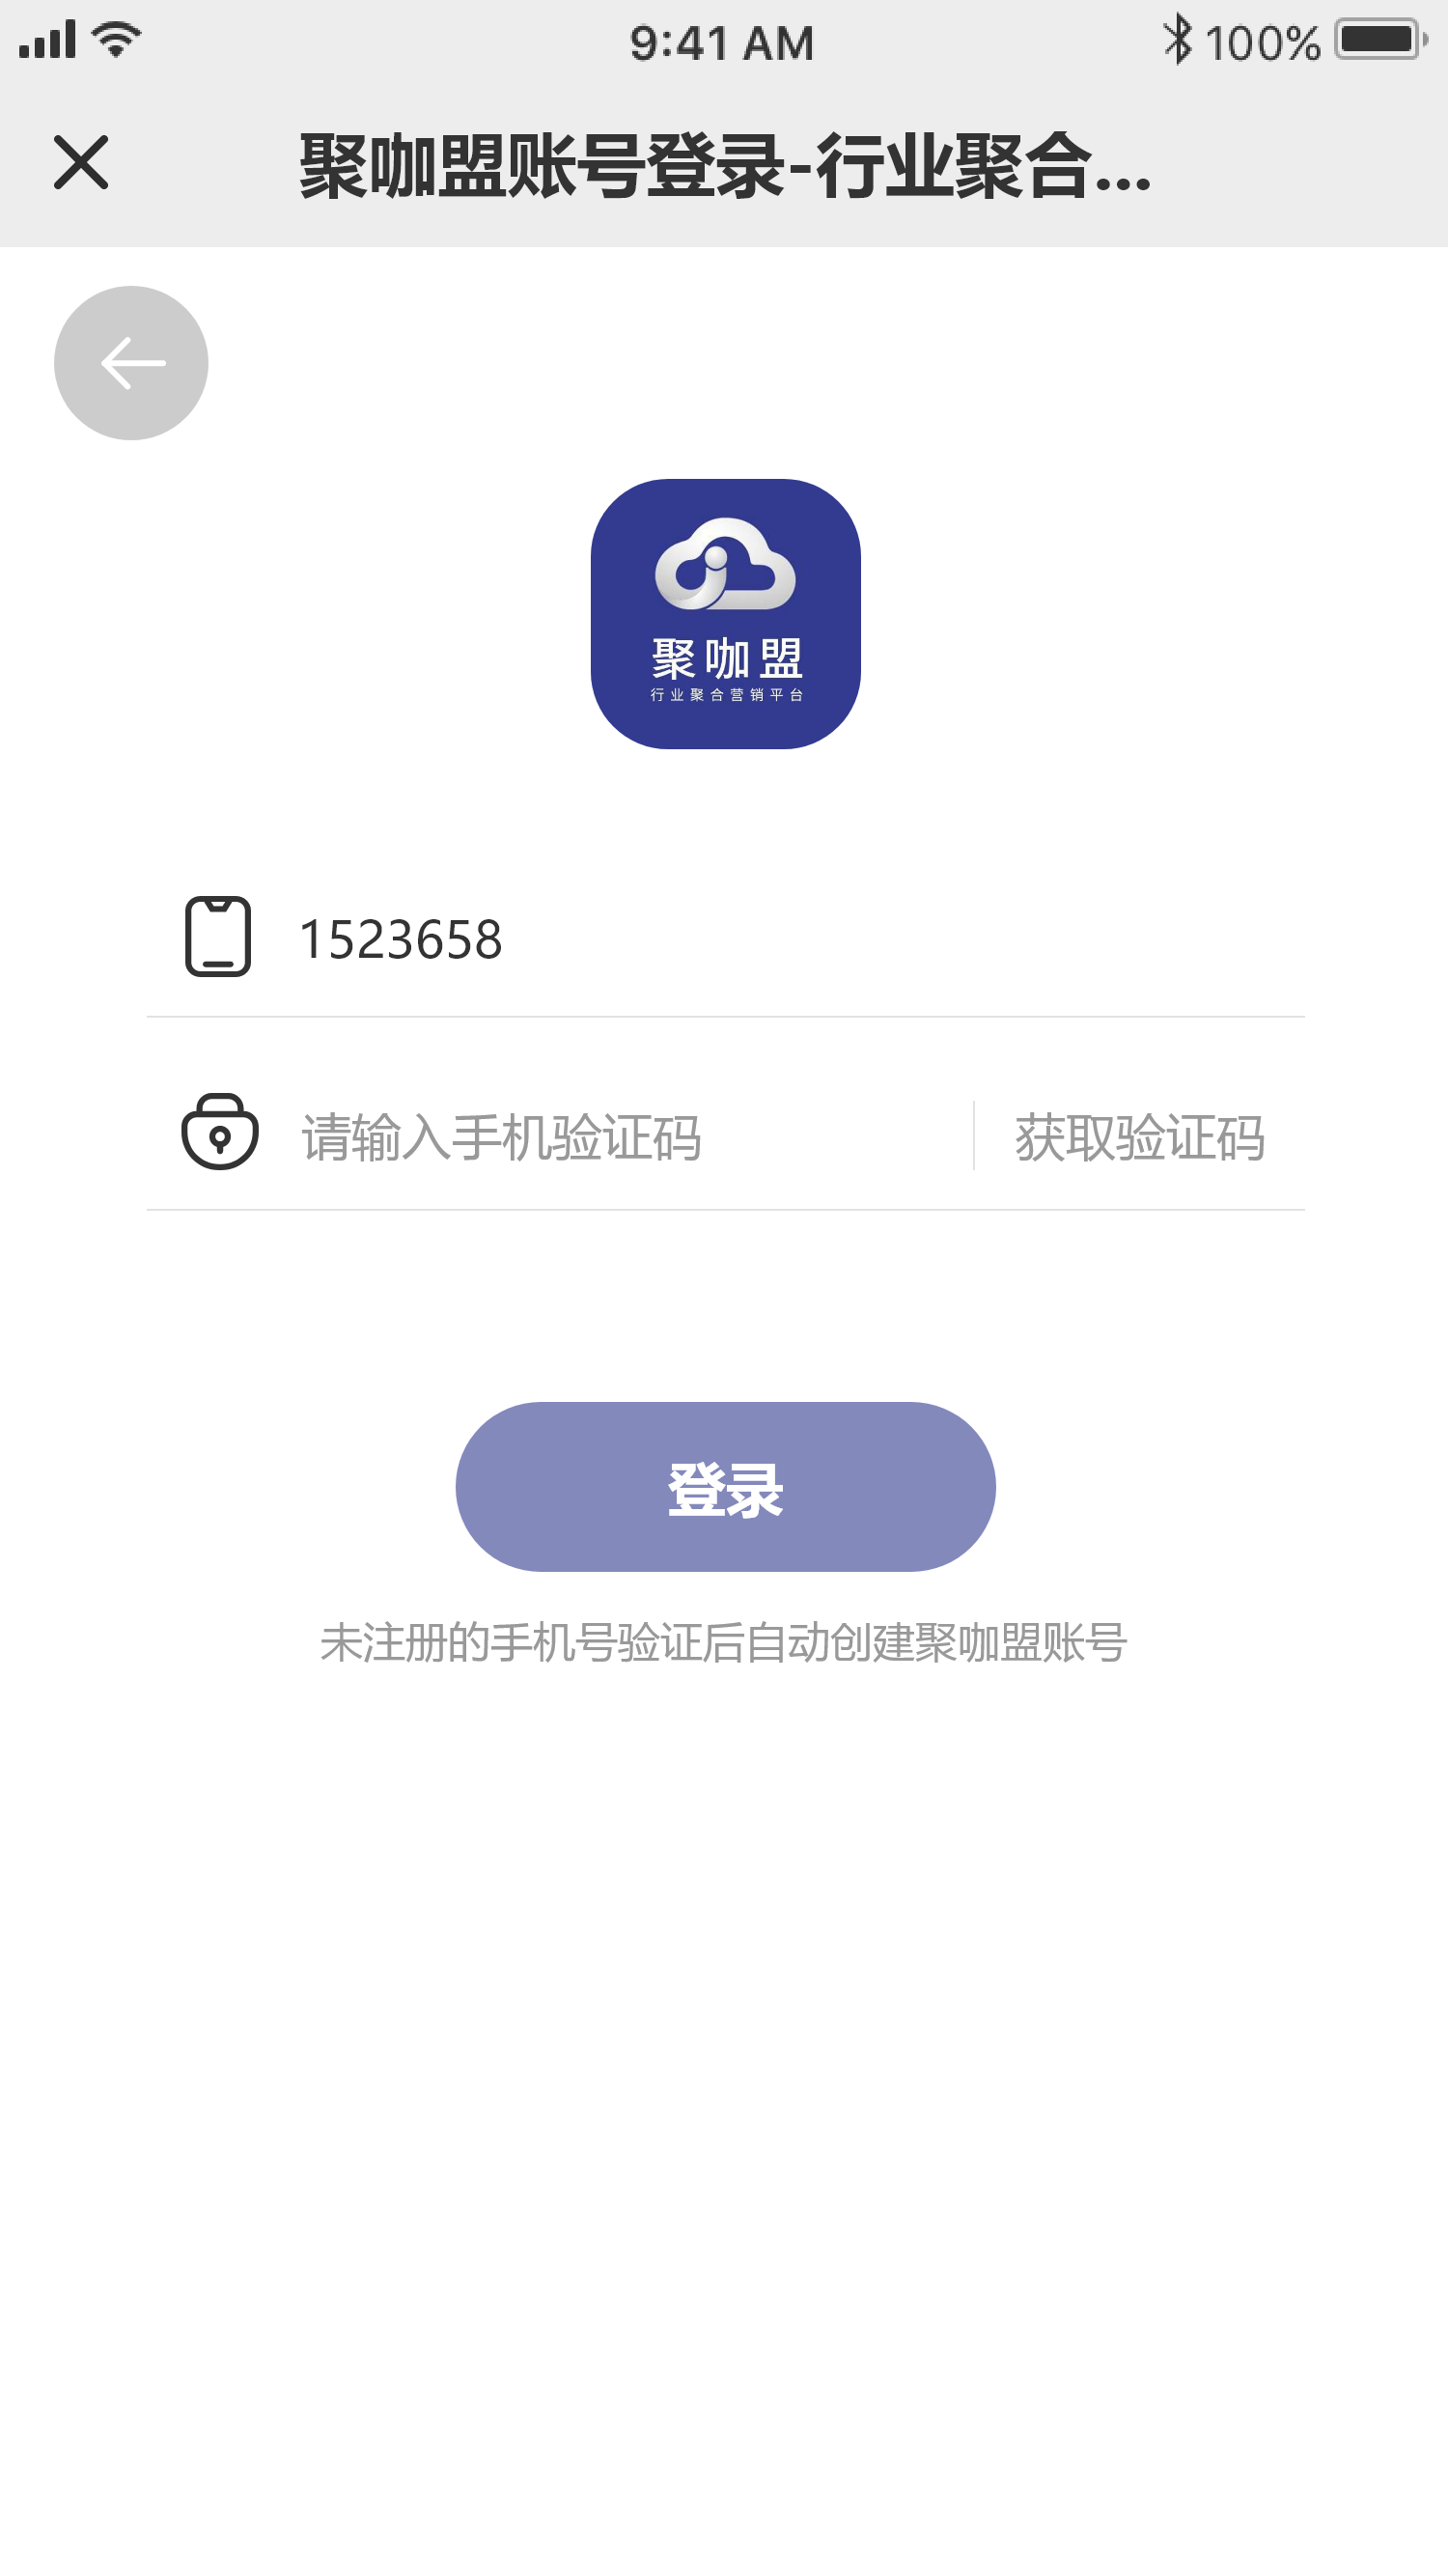 9:41 AM
100%
聚咖盟账号登录-行业聚合...
聚咖盟
行业聚合营销平台
1523658
请输入手机验证码
获取验证码
登录
未注册的手机号验证后自动创建聚咖盟账号